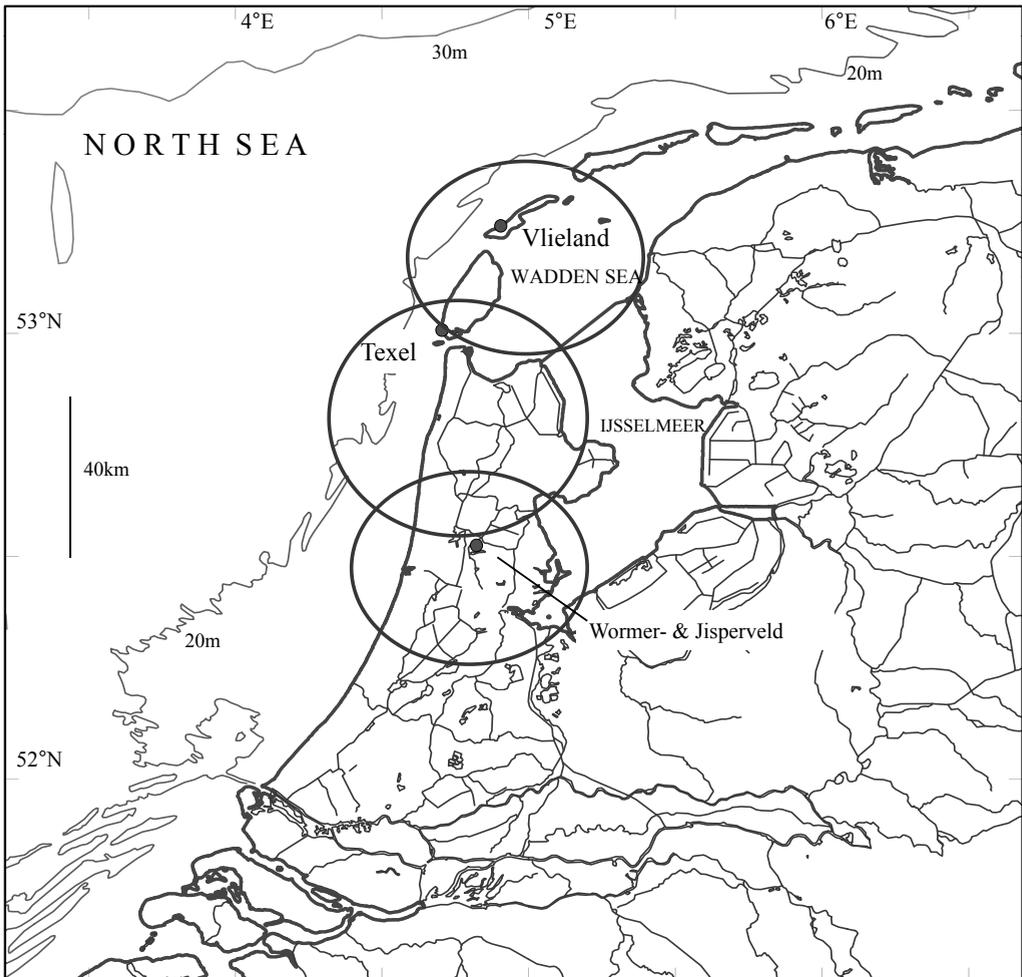 4°E
5°E
6°E
30m
20m
NORTH SEA
Vlieland
WADDEN SEA
53°N
Texel
IJSSELMEER
40km
Wormer- & Jisperveld
20m
52°N